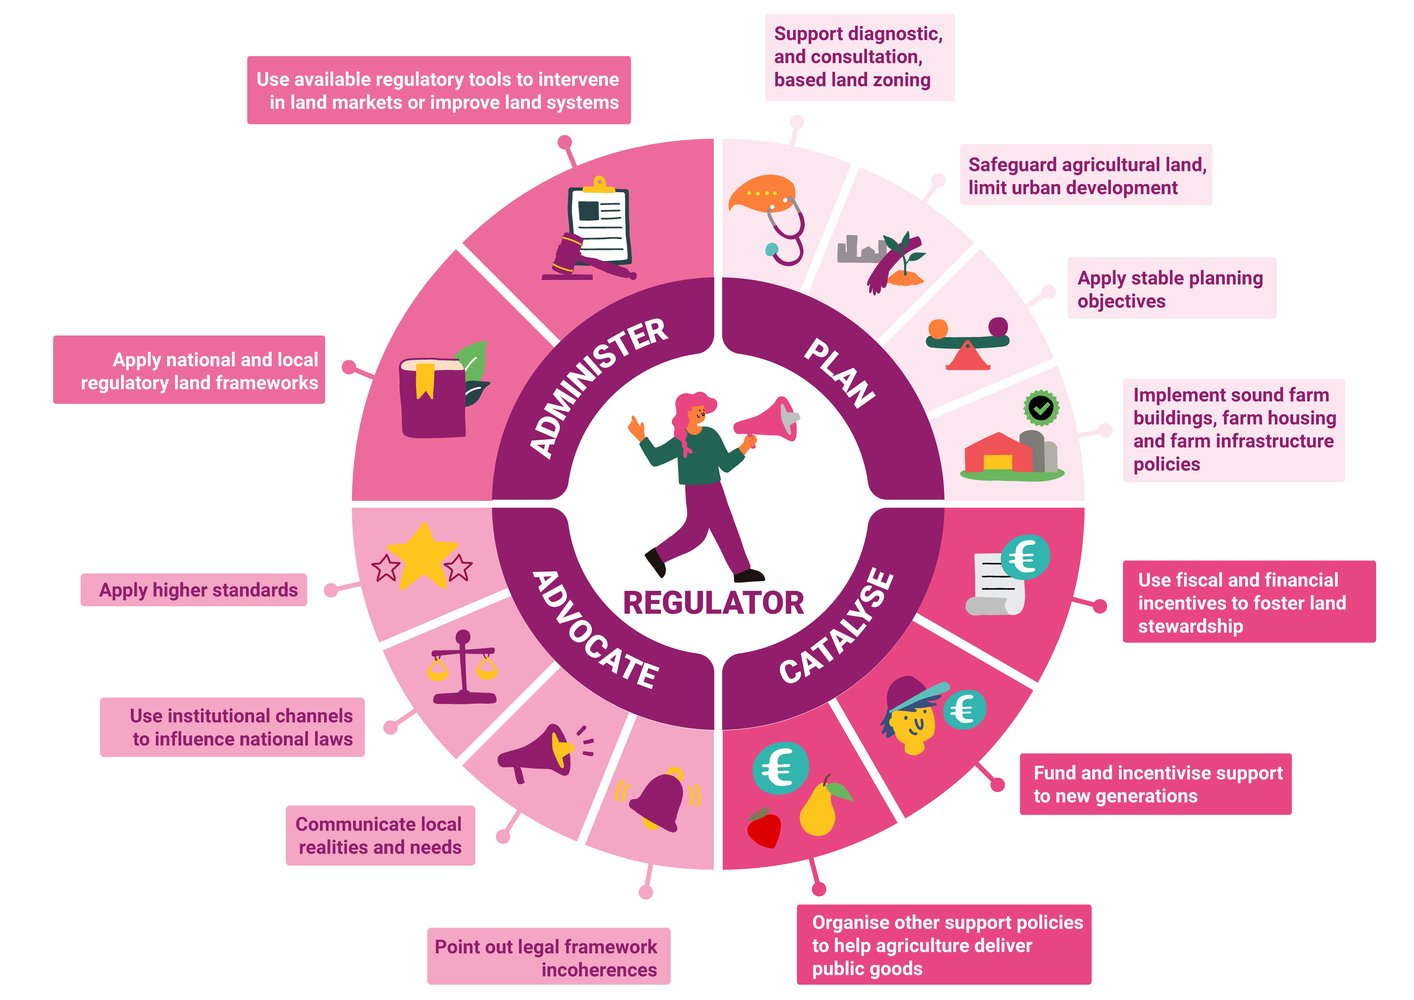 Support diagnostic,
and consultation,
based land zoning
Use available regulatory tools to intervene
in land markets or improve land systems
Safeguard agricultural land,
limit urban development
Apply stable planning
objectives
Apply national and local
regulatory land frameworks
Implement sound farm
buildings, farm housing
and farm infrastructure
policies
ADMINISTER
PLAN
REGULATOR
ADVOCATE
CATALYSE
€
€
€
Apply higher standards
Use fiscal and financial
incentives to foster land
stewardship
Use institutional channels
to influence national laws
Fund and incentivise support
to new generations
Communicate local
realities and needs
Point out legal framework
incoherences
Organise other support policies
to help agriculture deliver
public goods